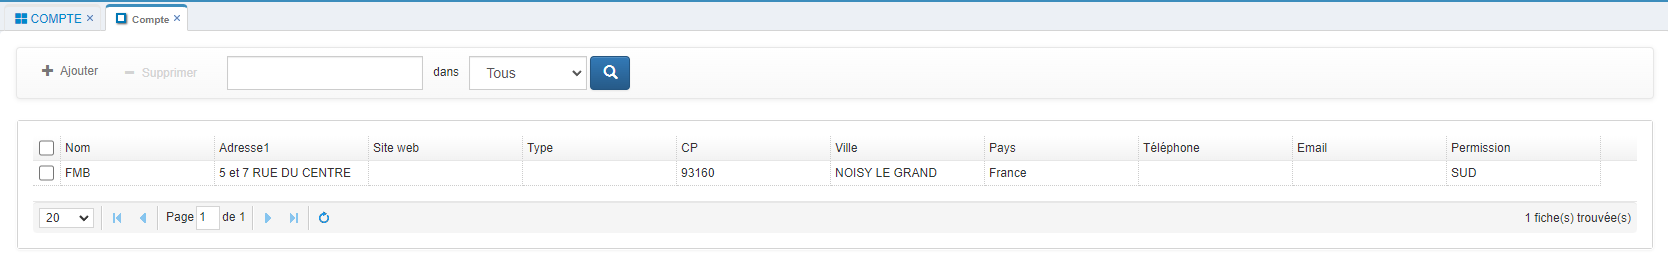 COMPTE × Compte ×
Ajouter Supprimer dans Tous
Nom Adresse1 Site web Type CP Ville Pays Téléphone Email Permission
FMB 5 et 7 RUE DU CENTRE 93160 NOISY LE GRAND France SUD
20 Page 1 de 1 1 fiche(s) trouvée(s)